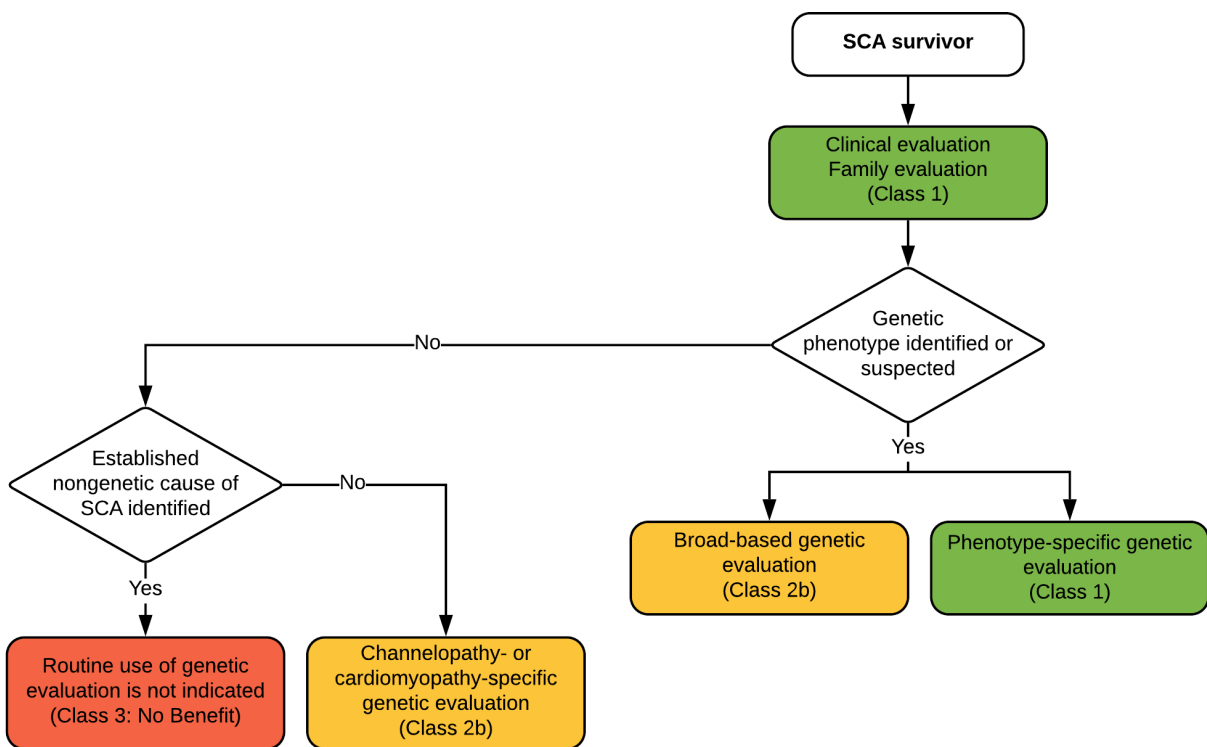 SCA survivor
Clinical evaluation
Family evaluation
(Class 1)
Genetic
phenotype identified or
suspected
No
Yes
Established
nongenetic cause of
SCA identified
No
Yes
Broad-based genetic
evaluation
(Class 2b)
Phenotype-specific genetic
evaluation
(Class 1)
Routine use of genetic
evaluation is not indicated
(Class 3: No Benefit)
Channelopathy- or
cardiomyopathy-specific
genetic evaluation
(Class 2b)